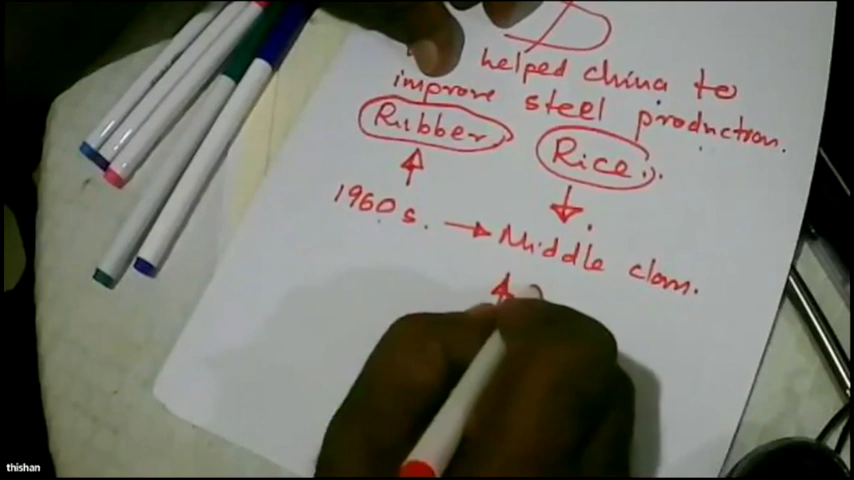 helped china to
improve steel production.
Rubber Rice.
1960s. → Middle class.
thishan